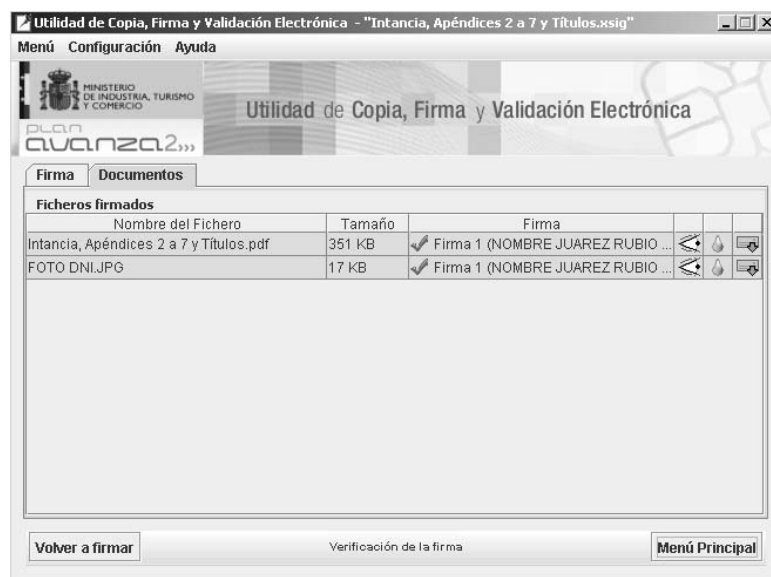 Utilidad de Copia, Firma y Validación Electrónica - "Intancia, Apéndices 2 a 7 y Títulos.xsig"
Menú Configuración Ayuda
MINISTERIO
DE INDUSTRIA, TURISMO
Y COMERCIO
Utilidad de Copia, Firma y Validación Electrónica
PLAN
avanza2
Firma Documentos
Ficheros firmados
Nombre del Fichero Tamaño Firma
Intancia, Apéndices 2 a 7 y Títulos.pdf 351 KB Firma 1 (NOMBRE JUAREZ RUBIO ...
FOTO DNI.JPG 17 KB Firma 1 (NOMBRE JUAREZ RUBIO ...
Volver a firmar Verificación de la firma Menú Principal